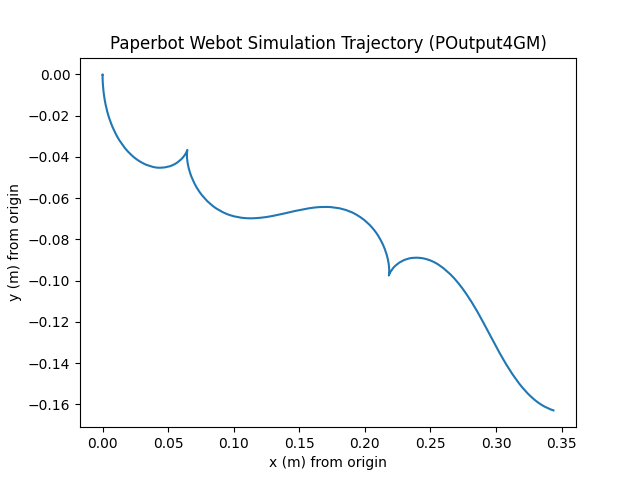 Paperbot Webot Simulation Trajectory (POutput4GM)
0.00
−0.02
−0.04
−0.06
−0.08
−0.10
−0.12
−0.14
−0.16
y (m) from origin
0.00 0.05 0.10 0.15 0.20 0.25 0.30 0.35
x (m) from origin